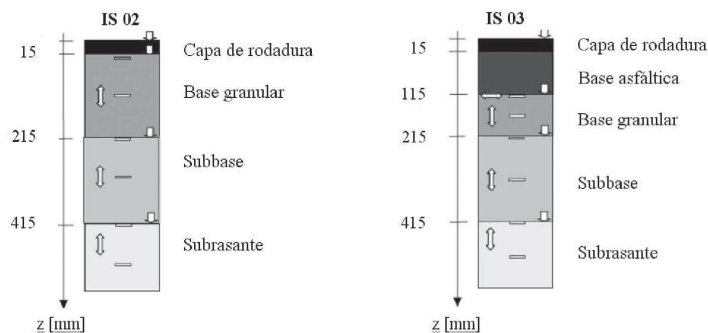 IS 02
15
Capa de rodadura
Base granular
215
Subbase
415
Subrasante
z [mm]
IS 03
15
Capa de rodadura
Base asfáltica
115
Base granular
215
Subbase
415
Subrasante
z [mm]